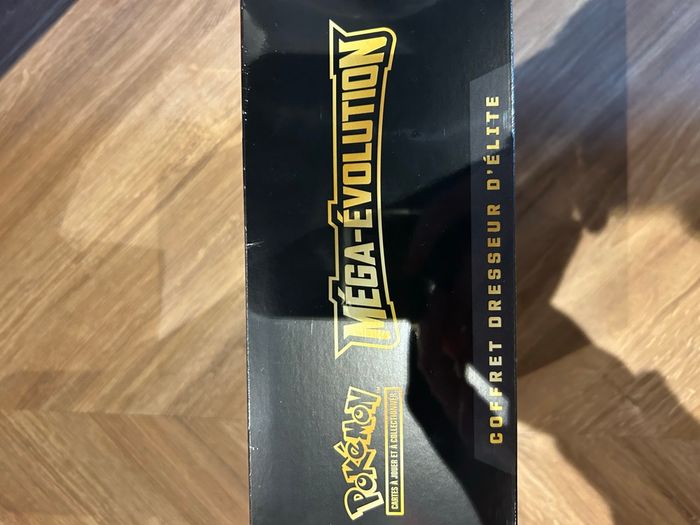 Pokémon
CARTES À JOUER ET À COLLECTIONNER
MÉGA-ÉVOLUTION
COFFRET DRESSEUR D'ÉLITE